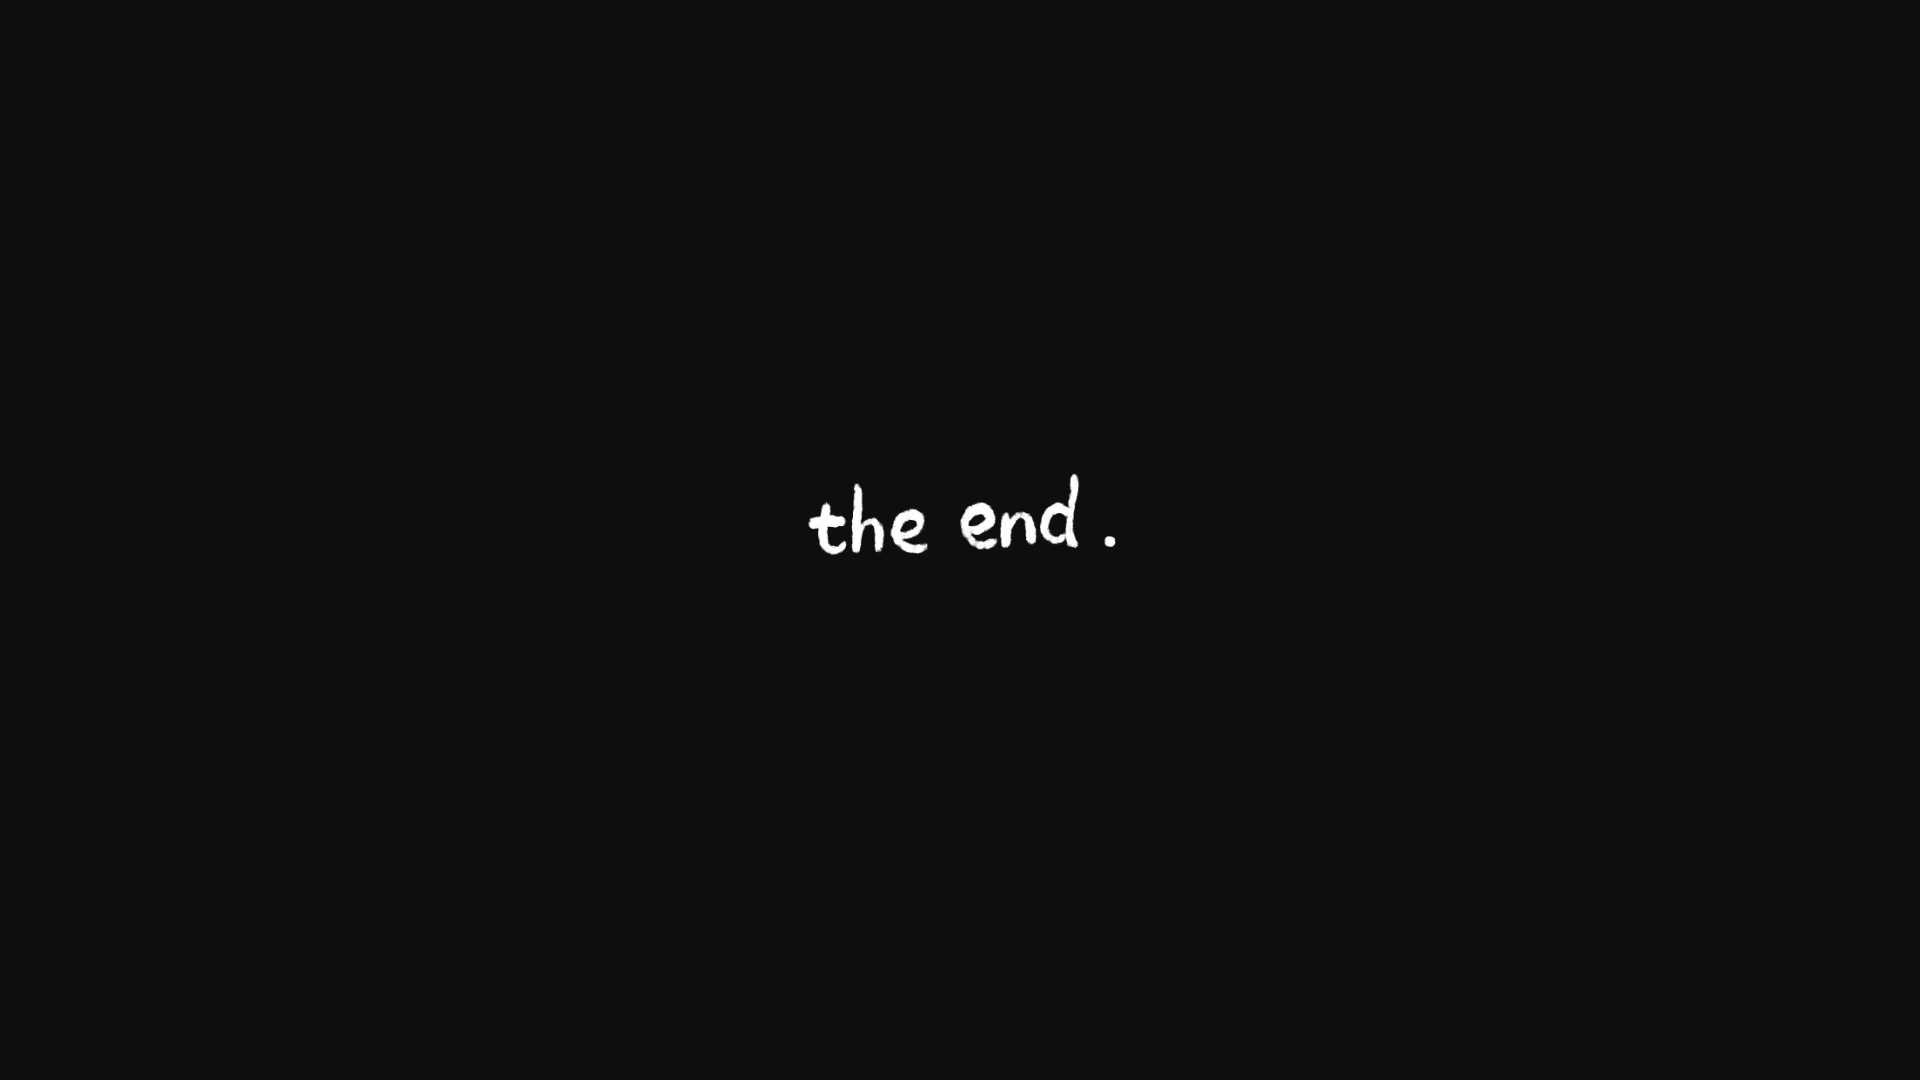 the end .